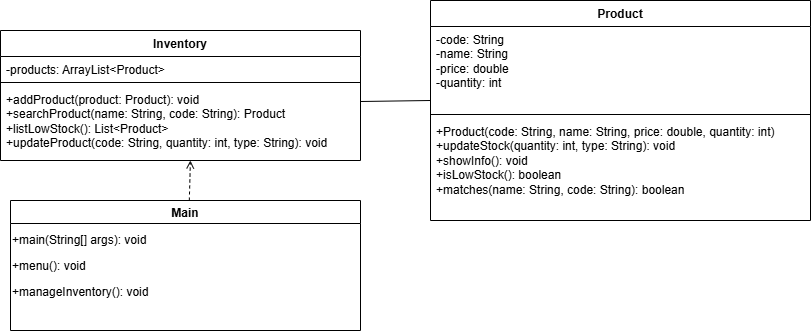 Inventory
-products: ArrayList<Product>
+addProduct(product: Product): void
+searchProduct(name: String, code: String): Product
+listLowStock(): List<Product>
+updateProduct(code: String, quantity: int, type: String): void
Product
-code: String
-name: String
-price: double
-quantity: int
+Product(code: String, name: String, price: double, quantity: int)
+updateStock(quantity: int, type: String): void
+showInfo(): void
+isLowStock(): boolean
+matches(name: String, code: String): boolean
Main
+main(String[] args): void
+menu(): void
+manageInventory(): void